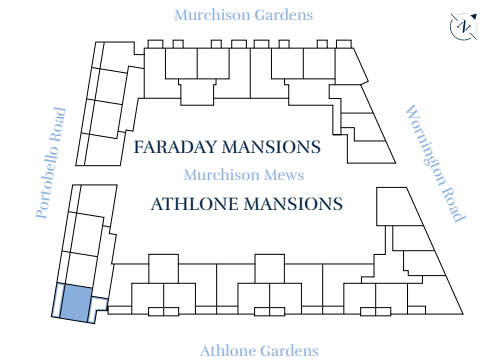 Murchison Gardens
Portobello Road
Wornington Road
FARADAY MANSIONS
Murchison Mews
ATHLONE MANSIONS
Athlone Gardens